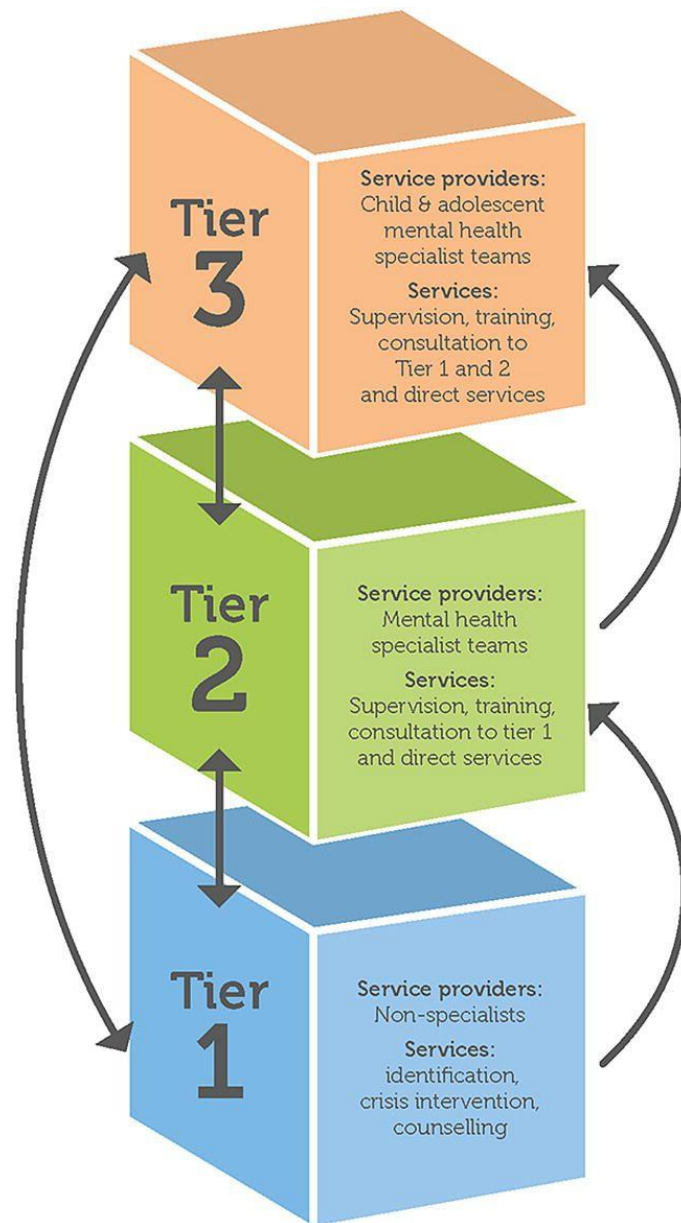 Tier
3
Service providers:
Child & adolescent
mental health
specialist teams
Services:
Supervision, training,
consultation to
Tier 1 and 2
and direct services
Tier
2
Service providers:
Mental health
specialist teams
Services:
Supervision, training,
consultation to tier 1
and direct services
Tier
1
Service providers:
Non-specialists
Services:
identification,
crisis intervention,
counselling